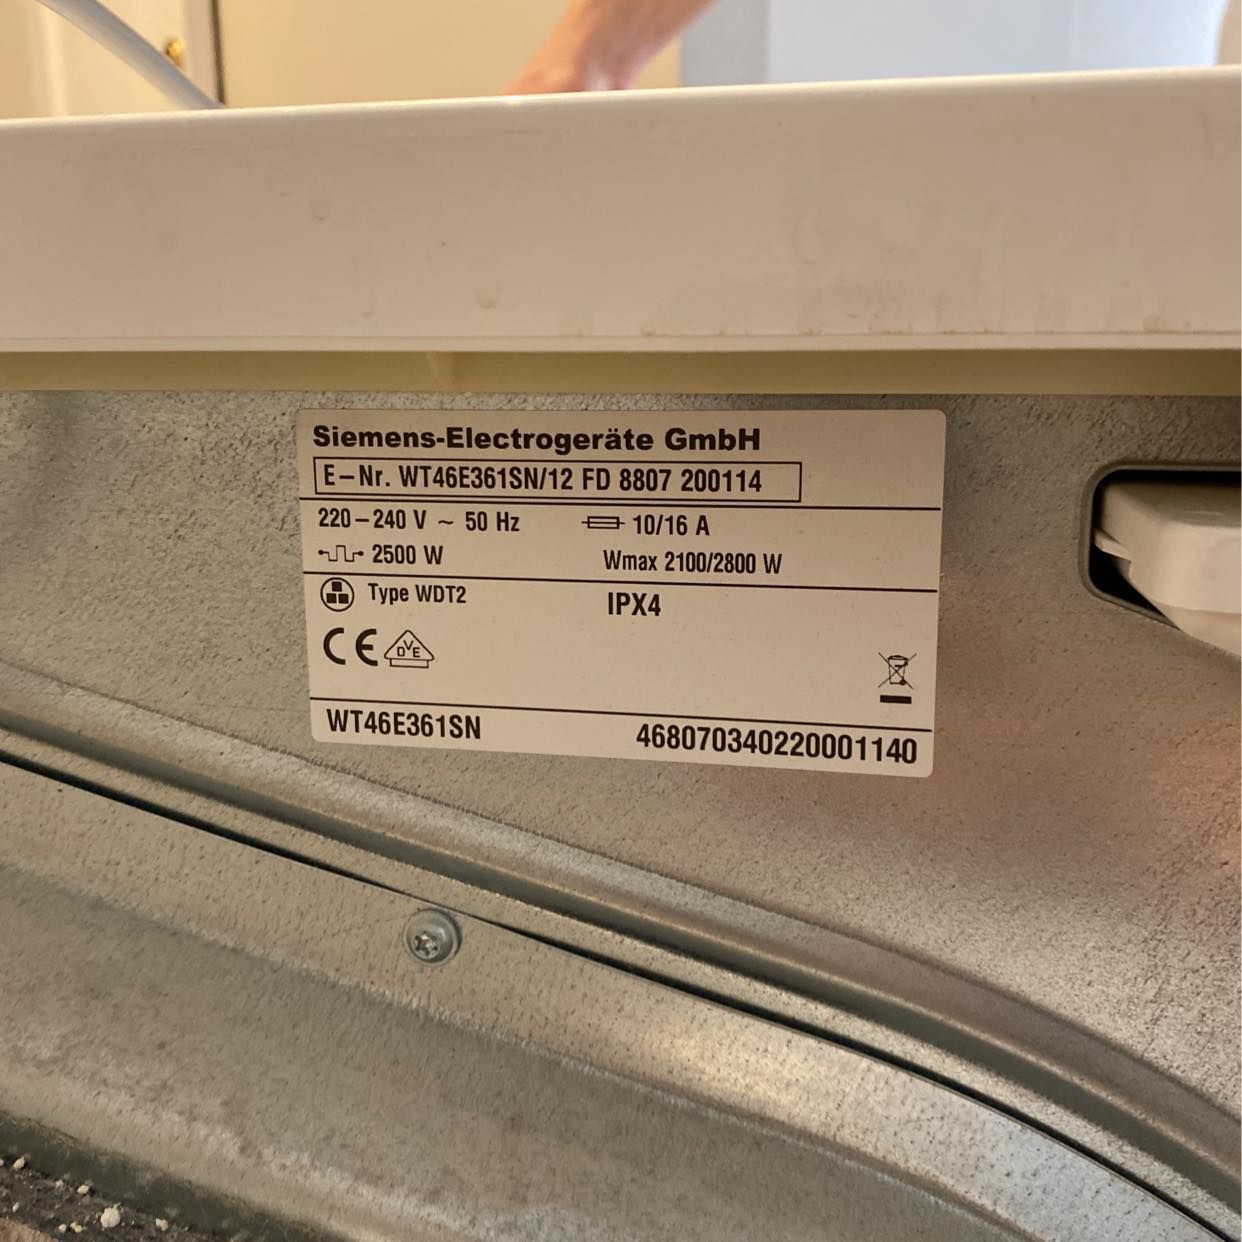 Siemens-Electrogeräte GmbH
E-Nr. WT46E361SN/12 FD 8807 200114
220-240 V ~ 50 Hz 10/16 A
2500 W Wmax 2100/2800 W
Type WDT2 IPX4
CE DVE
WT46E361SN 468070340220001140